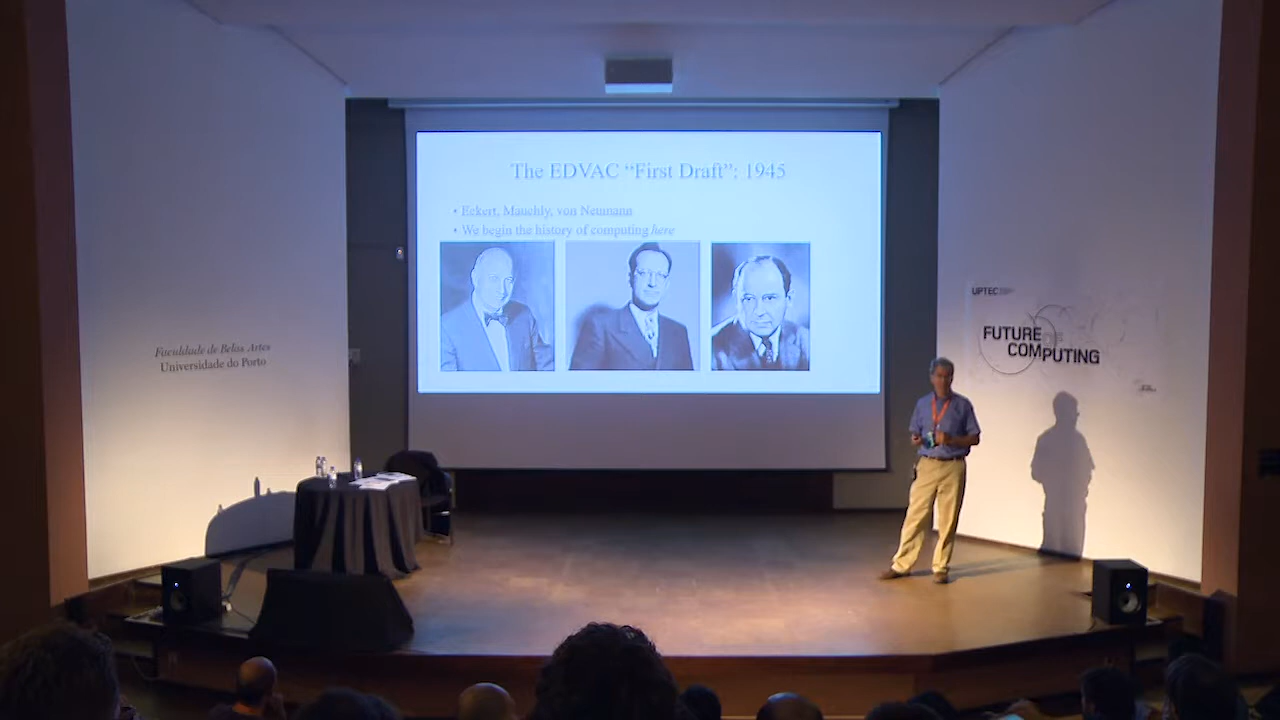 The EDVAC “First Draft”: 1945
• Eckert, Mauchly, von Neumann
• We begin the history of computing here
Faculdade de Belas Artes
Universidade do Porto
UPTEC
FUTURE OF
COMPUTING